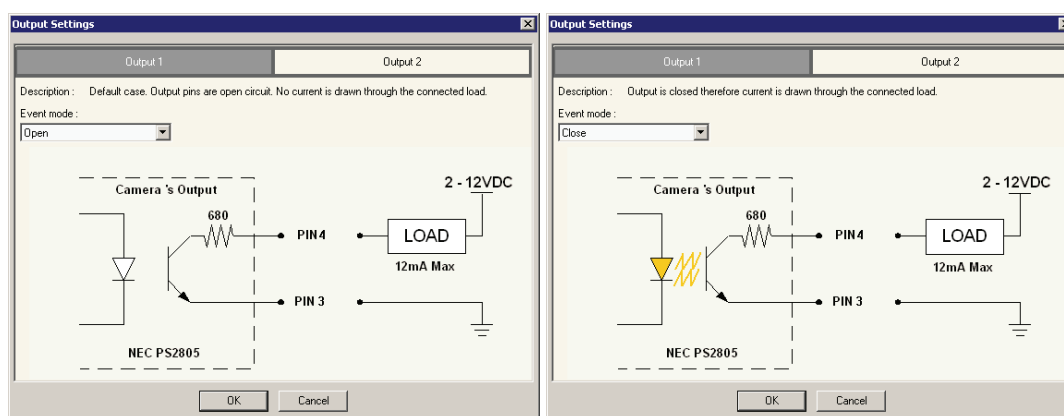 Output Settings
Output 1
Output 2
Description : Default case. Output pins are open circuit. No current is drawn through the connected load.
Event mode :
Open
Camera 's Output
2 - 12VDC
680
PIN4
LOAD
12mA Max
PIN 3
NEC PS2805
OK
Cancel
Output Settings
Output 1
Output 2
Description : Output is closed therefore current is drawn through the connected load.
Event mode :
Close
Camera 's Output
2 - 12VDC
680
PIN4
LOAD
12mA Max
PIN 3
NEC PS2805
OK
Cancel